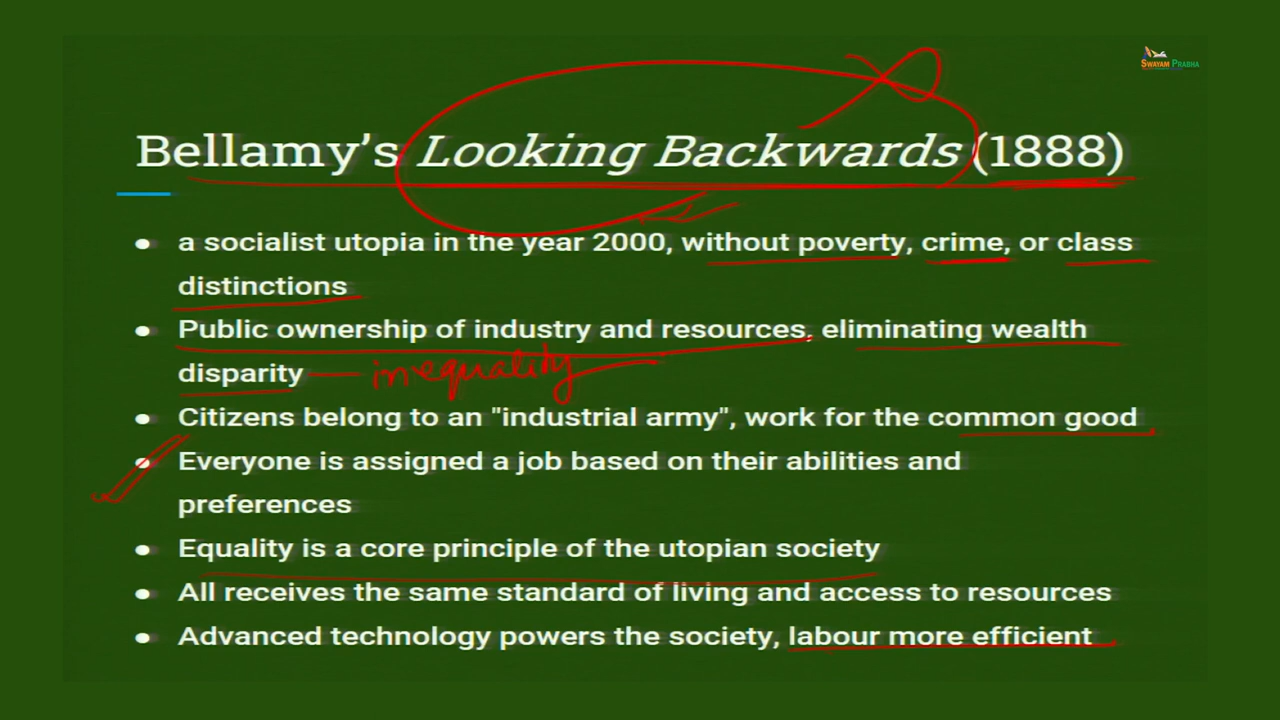 SWAYAM PRABHA
Bellamy’s Looking Backwards (1888)
● a socialist utopia in the year 2000, without poverty, crime, or class
distinctions
● Public ownership of industry and resources, eliminating wealth
disparity — inequality
● Citizens belong to an "industrial army", work for the common good
● Everyone is assigned a job based on their abilities and
preferences
● Equality is a core principle of the utopian society
● All receives the same standard of living and access to resources
● Advanced technology powers the society, labour more efficient